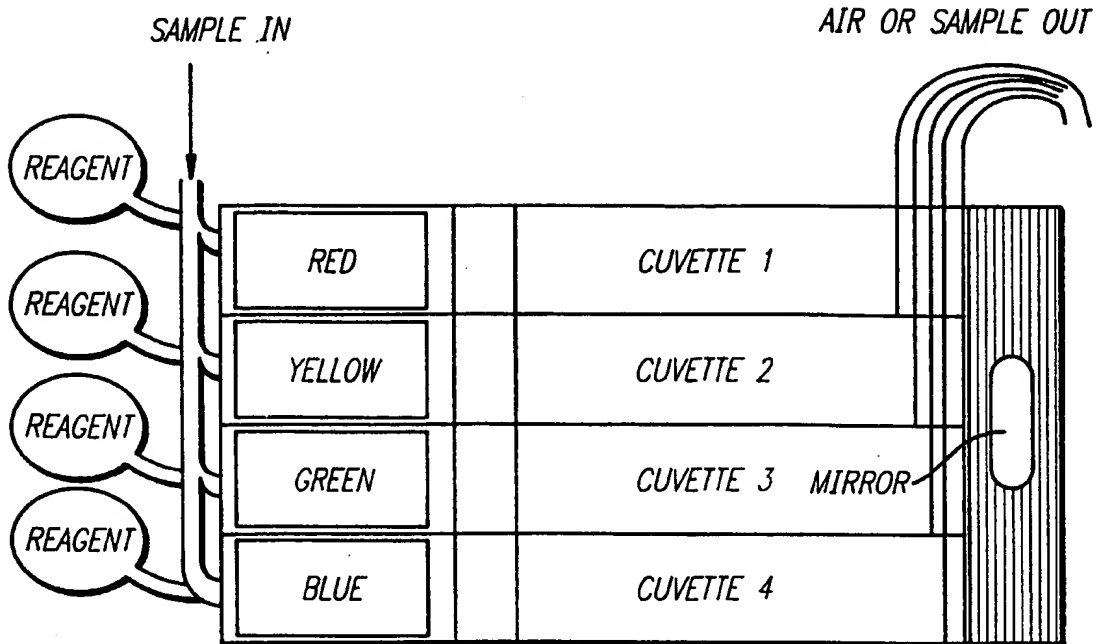 SAMPLE IN
AIR OR SAMPLE OUT
REAGENT
RED
CUVETTE 1
REAGENT
YELLOW
CUVETTE 2
REAGENT
GREEN
CUVETTE 3
MIRROR
REAGENT
BLUE
CUVETTE 4